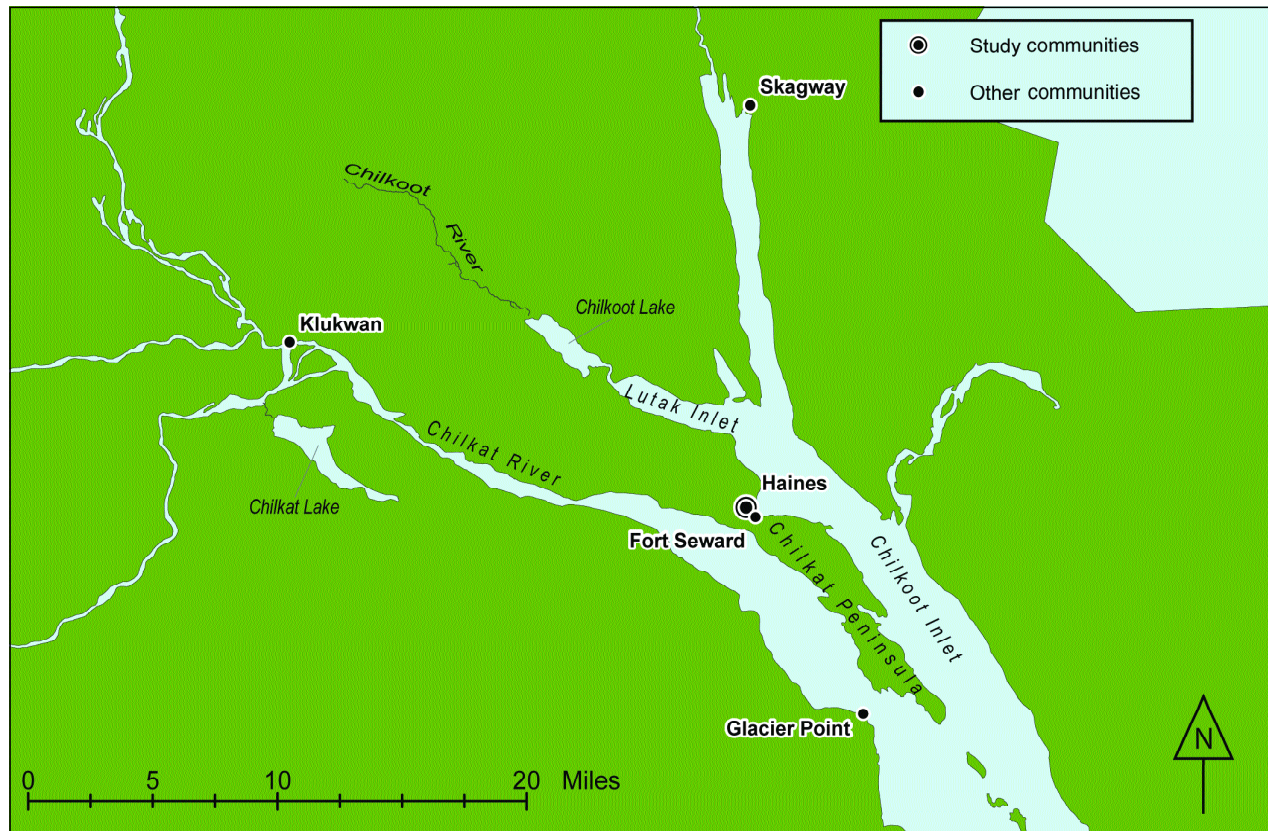 Study communities
Other communities
Skagway
Chilkoot
River
Chilkoot Lake
Klukwan
Lutak Inlet
Chilkat River
Haines
Chilkat Lake
Fort Seward
Chilkat Peninsula
Chilkoot Inlet
Glacier Point
N
0 5 10 20 Miles